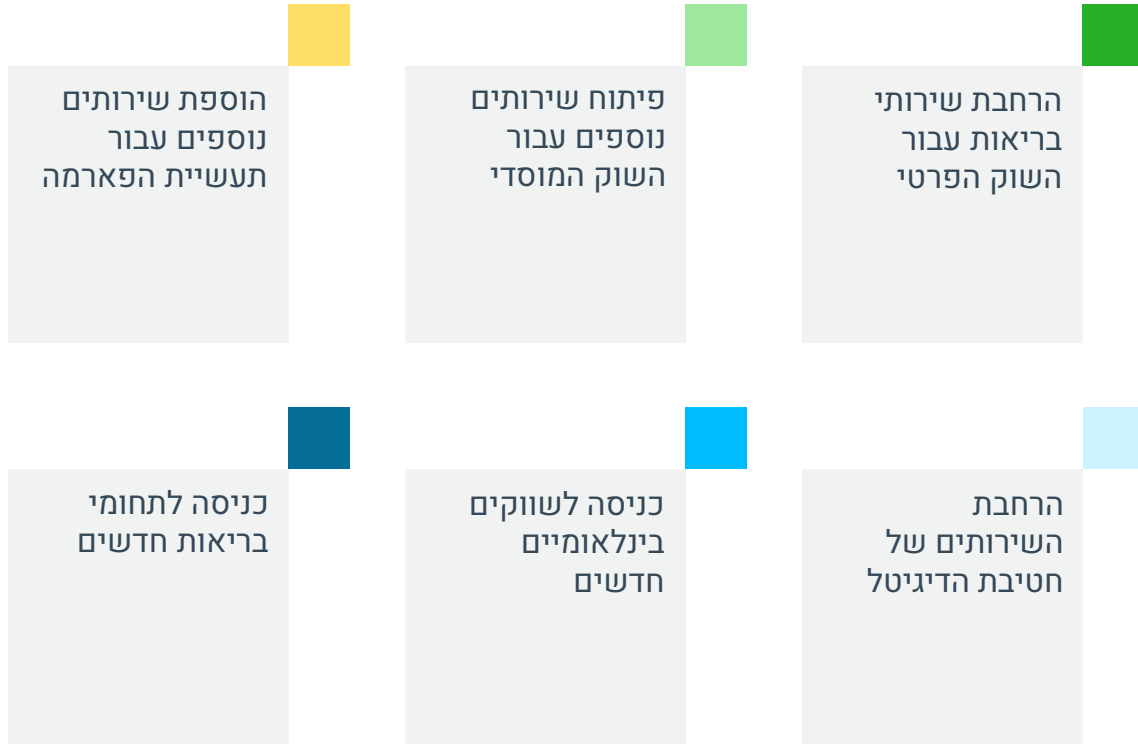 הרחבת שירותי
בריאות עבור
השוק הפרטי
פיתוח שירותים
נוספים עבור
השוק המוסדי
הוספת שירותים
נוספים עבור
תעשיית הפארמה
הרחבת
השירותים של
חטיבת הדיגיטל
כניסה לשווקים
בינלאומיים
חדשים
כניסה לתחומי
בריאות חדשים